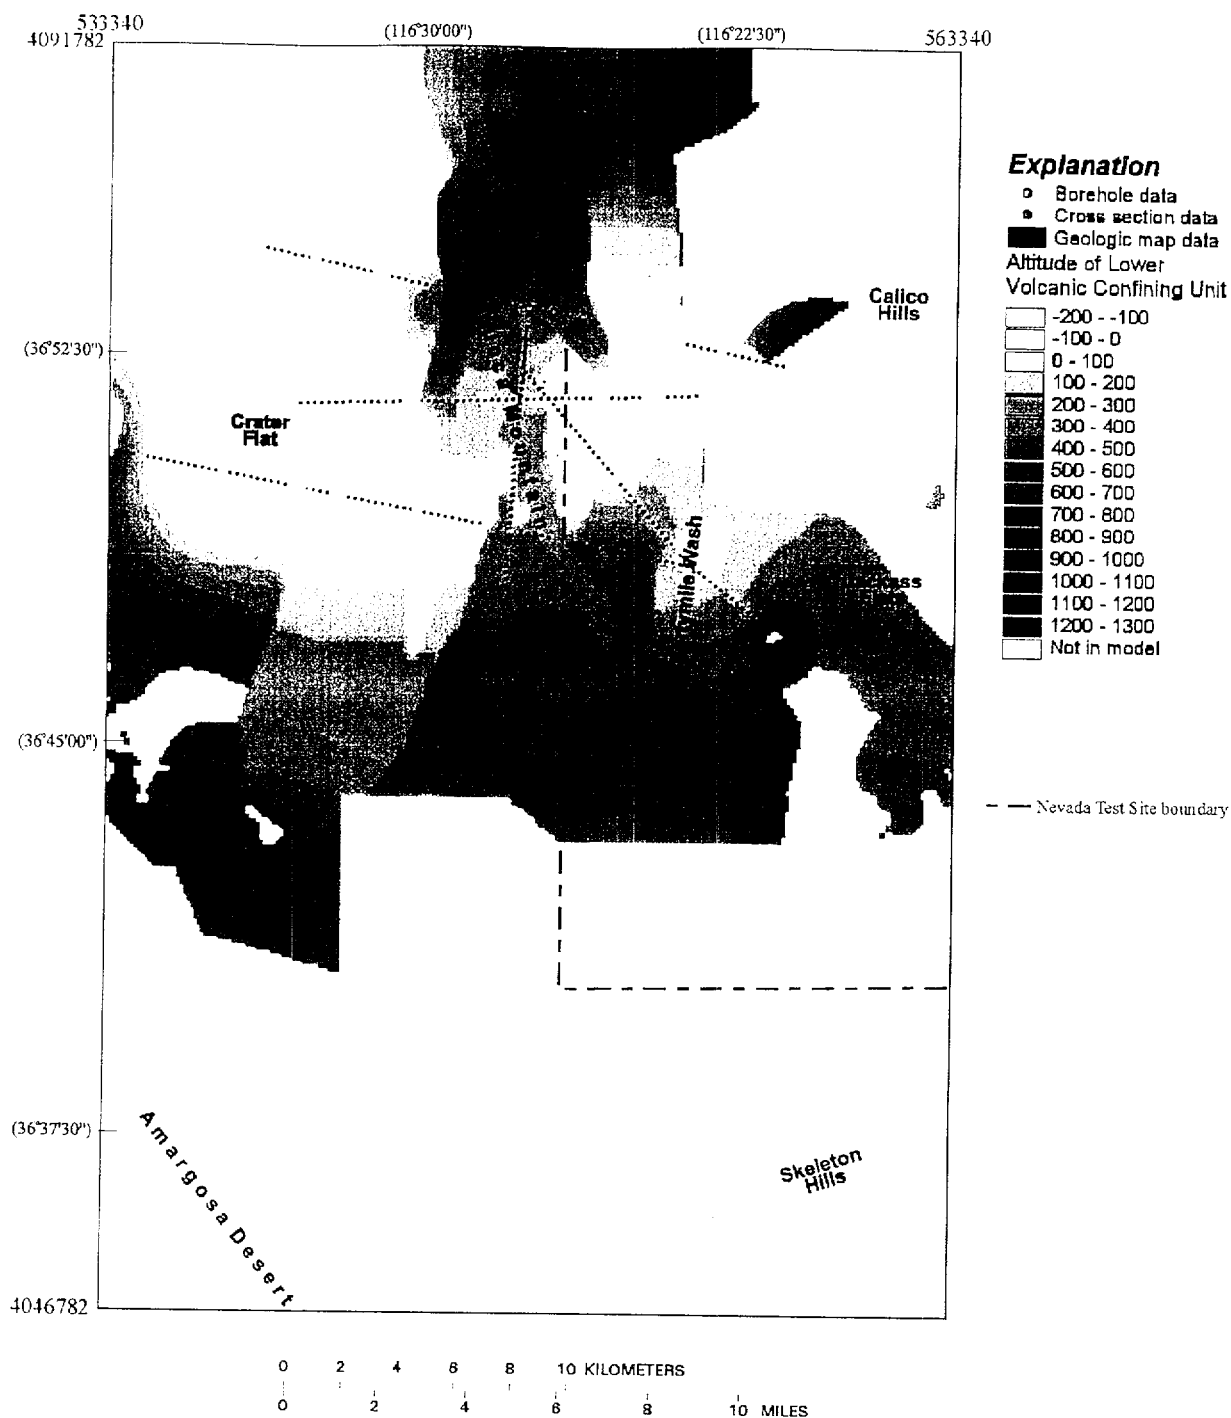 533340
4091782
(116°30'00")
(116°22'30")
563340
Explanation
Borehole data
Cross section data
Geologic map data
Altitude of Lower
Volcanic Confining Unit
-200 - -100
-100 - 0
0 - 100
100 - 200
200 - 300
300 - 400
400 - 500
500 - 600
600 - 700
700 - 800
800 - 900
900 - 1000
1000 - 1100
1100 - 1200
1200 - 1300
Not in model
Nevada Test Site boundary
Calico
Hills
(36°52'30")
Crater
Flat
Mountain
Wash
(36°45'00")
(36°37'30")
Amargosa Desert
Skeleton
Hills
4046782
0 2 4 6 8 10 KILOMETERS
0 2 4 6 8 10 MILES